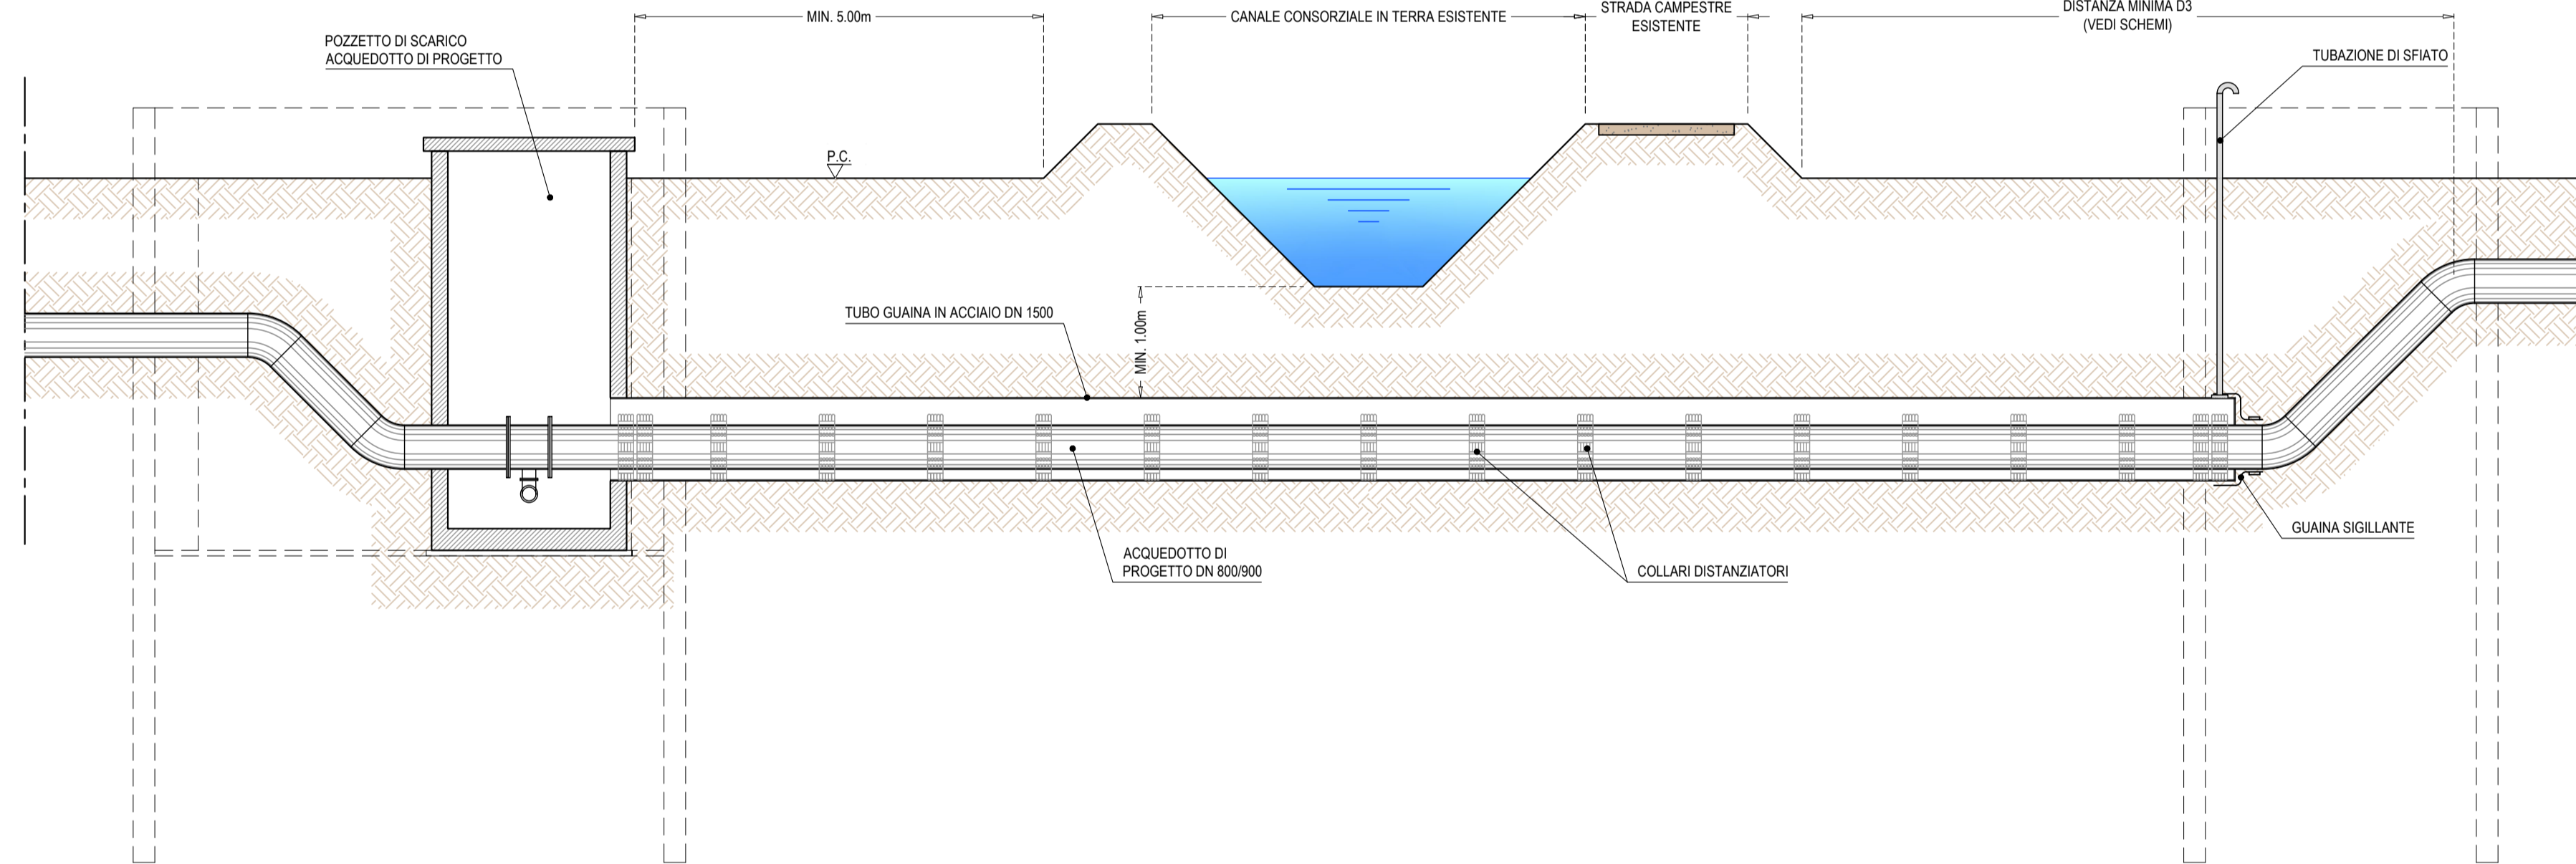 MIN. 5.00m
CANALE CONSORZIALE IN TERRA ESISTENTE
STRADA CAMPESTRE
ESISTENTE
DISTANZA MINIMA D3
(VEDI SCHEMI)
POZZETTO DI SCARICO
ACQUEDOTTO DI PROGETTO
TUBAZIONE DI SFIATO
P.C.
TUBO GUAINA IN ACCIAIO DN 1500
MIN. 1.00m
GUAINA SIGILLANTE
ACQUEDOTTO DI
PROGETTO DN 800/900
COLLARI DISTANZIATORI